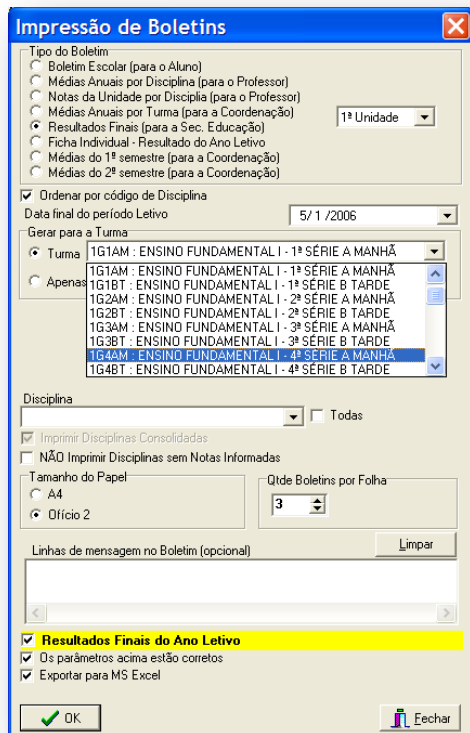 Impressão de Boletins
Tipo do Boletim
Boletim Escolar (para o Aluno)
Médias Anuais por Disciplina (para o Professor)
Notas da Unidade por Disciplia (para o Professor)
Médias Anuais por Turma (para a Coordenação)
1ª Unidade
Resultados Finais (para a Sec. Educação)
Ficha Individual - Resultado do Ano Letivo
Médias do 1º semestre (para a Coordenação)
Médias do 2º semestre (para a Coordenação)
Ordenar por código de Disciplina
Data final do período Letivo
5/ 1 /2006
Gerar para a Turma
Turma
1G1AM : ENSINO FUNDAMENTAL I - 1ª SÉRIE A MANHÃ
1G1AM : ENSINO FUNDAMENTAL I - 1ª SÉRIE A MANHÃ
Apenas
1G1BT : ENSINO FUNDAMENTAL I - 1ª SÉRIE B TARDE
1G2AM : ENSINO FUNDAMENTAL I - 2ª SÉRIE A MANHÃ
1G2BT : ENSINO FUNDAMENTAL I - 2ª SÉRIE B TARDE
1G3AM : ENSINO FUNDAMENTAL I - 3ª SÉRIE A MANHÃ
1G3BT : ENSINO FUNDAMENTAL I - 3ª SÉRIE B TARDE
1G4AM : ENSINO FUNDAMENTAL I - 4ª SÉRIE A MANHÃ
1G4BT : ENSINO FUNDAMENTAL I - 4ª SÉRIE B TARDE
Disciplina
Todas
Imprimir Disciplinas Consolidadas
NÃO Imprimir Disciplinas sem Notas Informadas
Tamanho do Papel
A4
Ofício 2
Qtde Boletins por Folha
3
Linhas de mensagem no Boletim (opcional)
Limpar
Resultados Finais do Ano Letivo
Os parâmetros acima estão corretos
Exportar para MS Excel
OK
Fechar